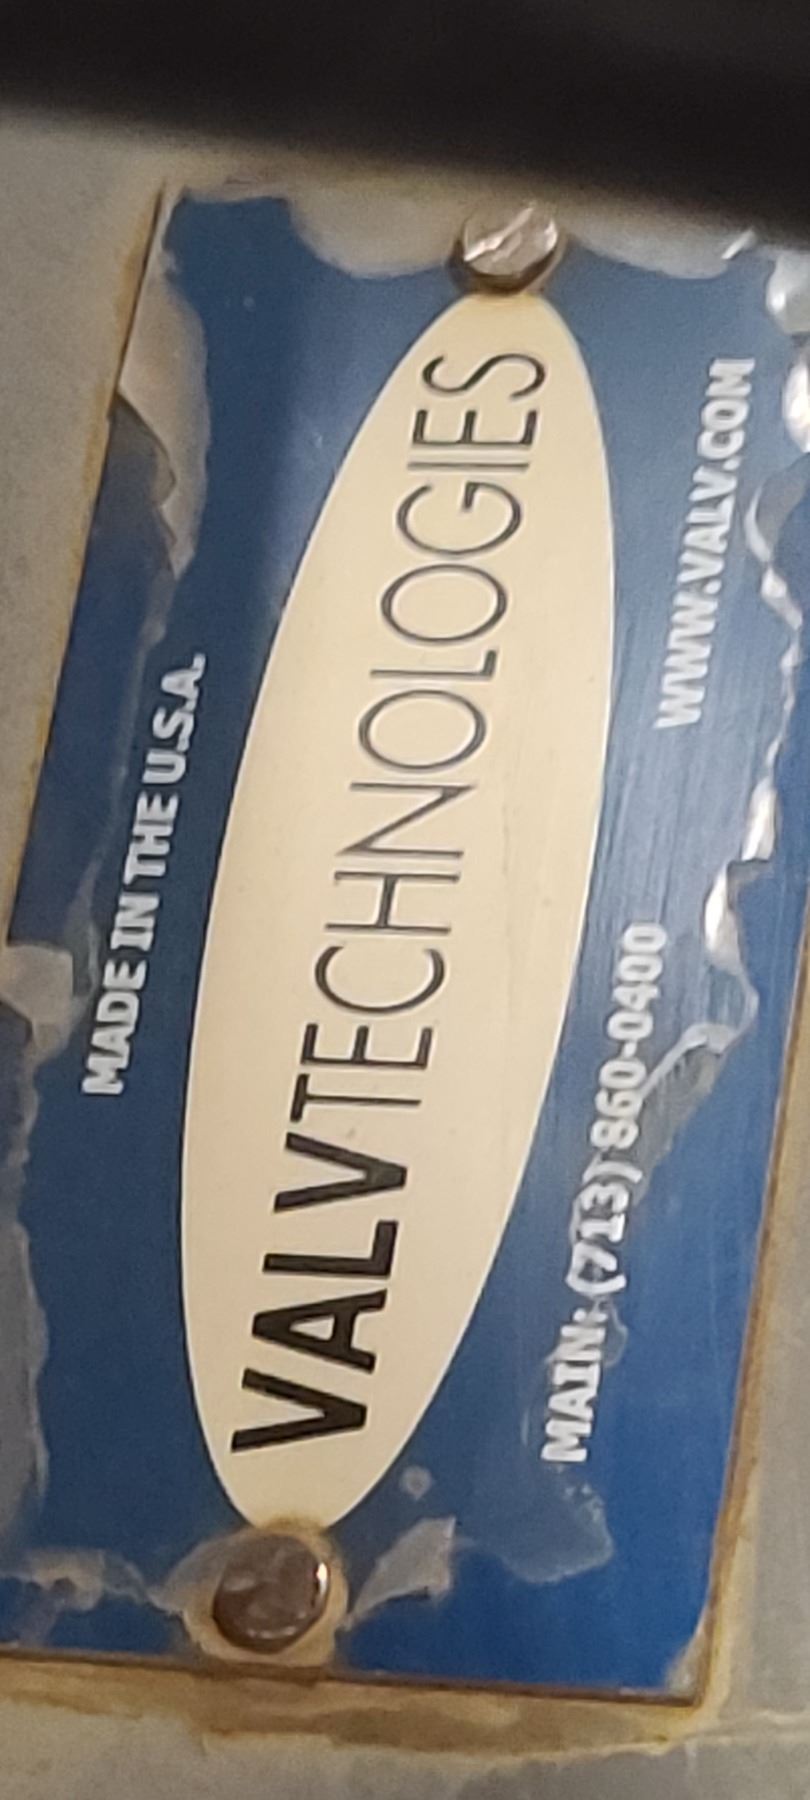 MADE IN THE U.S.A.
VALVTECHNOLOGIES
MAIN: (713) 860-0400 WWW.VALV.COM